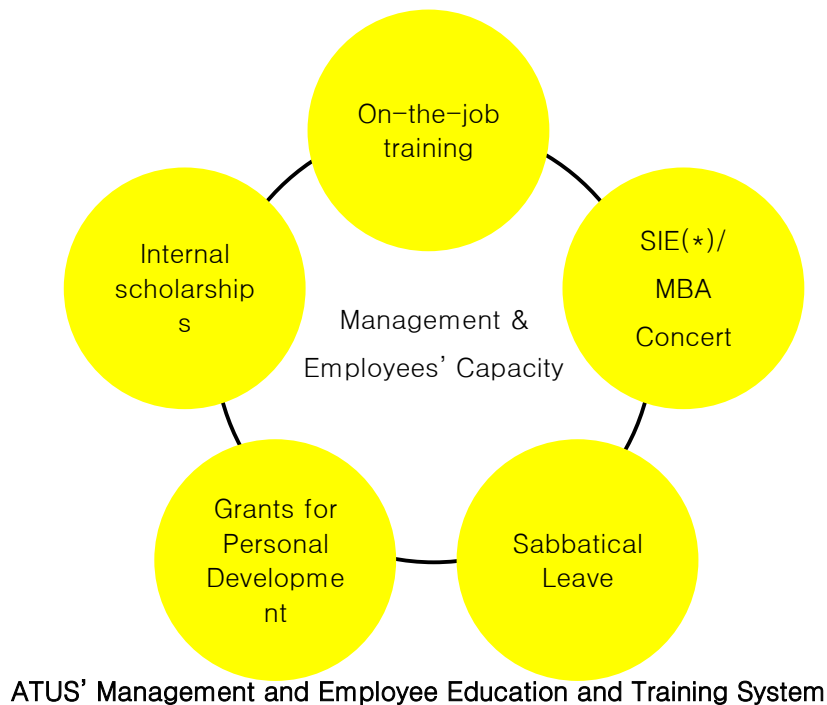 On-the-job
training
SIE(*)/
MBA
Concert
Sabbatical
Leave
Grants for
Personal
Developme
nt
Internal
scholarship
s
Management &
Employees’ Capacity
ATUS’ Management and Employee Education and Training System